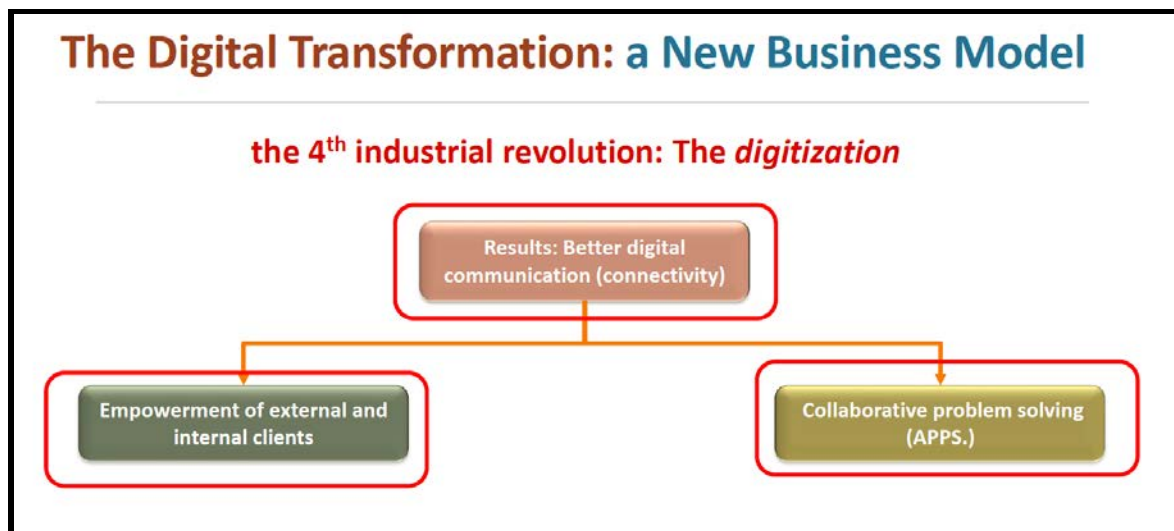 The Digital Transformation: a New Business Model
the 4th industrial revolution: The digitization
Results: Better digital
communication (connectivity)
Empowerment of external and
internal clients
Collaborative problem solving
(APPS.)